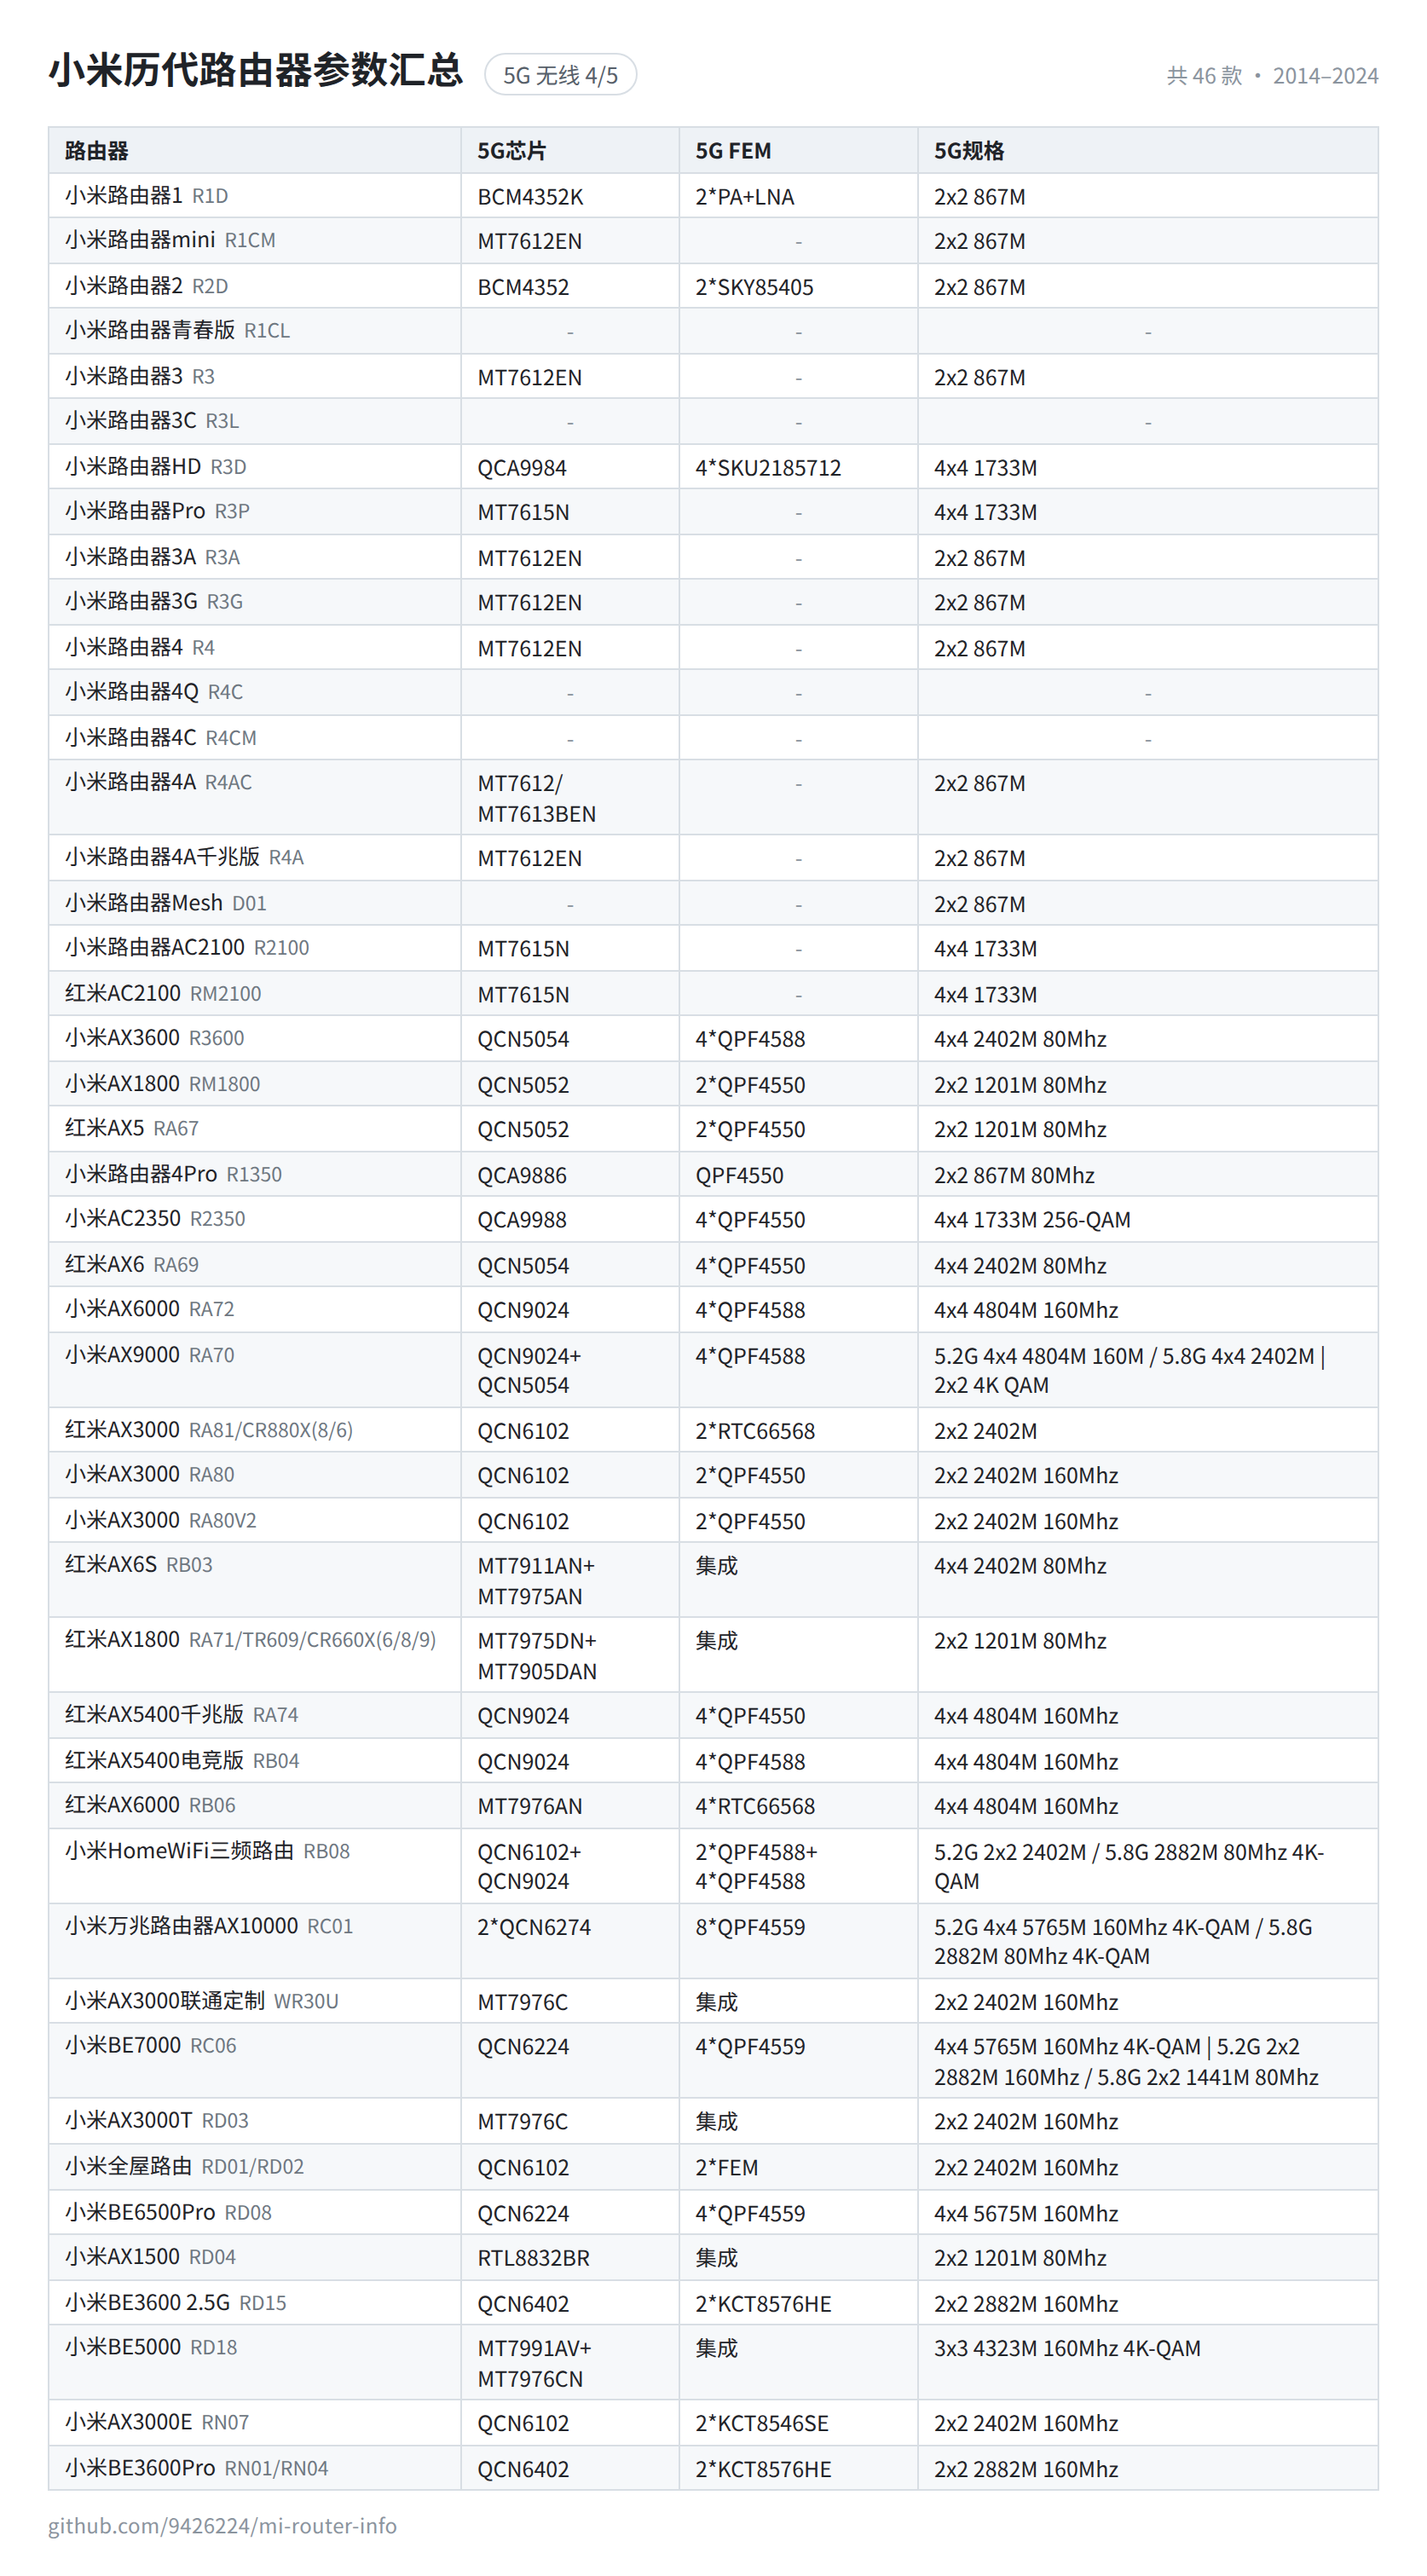 小米历代路由器参数汇总 5G 无线 4/5 共 46 款 · 2014–2024
路由器 5G芯片 5G FEM 5G规格
小米路由器1 R1D BCM4352K 2*PA+LNA 2x2 867M
小米路由器mini R1CM MT7612EN - 2x2 867M
小米路由器2 R2D BCM4352 2*SKY85405 2x2 867M
小米路由器青春版 R1CL - - -
小米路由器3 R3 MT7612EN - 2x2 867M
小米路由器3C R3L - - -
小米路由器HD R3D QCA9984 4*SKU2185712 4x4 1733M
小米路由器Pro R3P MT7615N - 4x4 1733M
小米路由器3A R3A MT7612EN - 2x2 867M
小米路由器3G R3G MT7612EN - 2x2 867M
小米路由器4 R4 MT7612EN - 2x2 867M
小米路由器4Q R4C - - -
小米路由器4C R4CM - - -
小米路由器4A R4AC MT7612/ - 2x2 867M
MT7613BEN
小米路由器4A千兆版 R4A MT7612EN - 2x2 867M
小米路由器Mesh D01 - - 2x2 867M
小米路由器AC2100 R2100 MT7615N - 4x4 1733M
红米AC2100 RM2100 MT7615N - 4x4 1733M
小米AX3600 R3600 QCN5054 4*QPF4588 4x4 2402M 80Mhz
小米AX1800 RM1800 QCN5052 2*QPF4550 2x2 1201M 80Mhz
红米AX5 RA67 QCN5052 2*QPF4550 2x2 1201M 80Mhz
小米路由器4Pro R1350 QCA9886 QPF4550 2x2 867M 80Mhz
小米AC2350 R2350 QCA9988 4*QPF4550 4x4 1733M 256-QAM
红米AX6 RA69 QCN5054 4*QPF4550 4x4 2402M 80Mhz
小米AX6000 RA72 QCN9024 4*QPF4588 4x4 4804M 160Mhz
小米AX9000 RA70 QCN9024+ 4*QPF4588 5.2G 4x4 4804M 160M / 5.8G 4x4 2402M |
QCN5054 2x2 4K QAM
红米AX3000 RA81/CR880X(8/6) QCN6102 2*RTC66568 2x2 2402M
小米AX3000 RA80 QCN6102 2*QPF4550 2x2 2402M 160Mhz
小米AX3000 RA80V2 QCN6102 2*QPF4550 2x2 2402M 160Mhz
红米AX6S RB03 MT7911AN+ 集成 4x4 2402M 80Mhz
MT7975AN
红米AX1800 RA71/TR609/CR660X(6/8/9) MT7975DN+ 集成 2x2 1201M 80Mhz
MT7905DAN
红米AX5400千兆版 RA74 QCN9024 4*QPF4550 4x4 4804M 160Mhz
红米AX5400电竞版 RB04 QCN9024 4*QPF4588 4x4 4804M 160Mhz
红米AX6000 RB06 MT7976AN 4*RTC66568 4x4 4804M 160Mhz
小米HomeWiFi三频路由 RB08 QCN6102+ 2*QPF4588+ 5.2G 2x2 2402M / 5.8G 2882M 80Mhz 4K-
QCN9024 4*QPF4588 QAM
小米万兆路由器AX10000 RC01 2*QCN6274 8*QPF4559 5.2G 4x4 5765M 160Mhz 4K-QAM / 5.8G
2882M 80Mhz 4K-QAM
小米AX3000联通定制 WR30U MT7976C 集成 2x2 2402M 160Mhz
小米BE7000 RC06 QCN6224 4*QPF4559 4x4 5765M 160Mhz 4K-QAM | 5.2G 2x2
2882M 160Mhz / 5.8G 2x2 1441M 80Mhz
小米AX3000T RD03 MT7976C 集成 2x2 2402M 160Mhz
小米全屋路由 RD01/RD02 QCN6102 2*FEM 2x2 2402M 160Mhz
小米BE6500Pro RD08 QCN6224 4*QPF4559 4x4 5675M 160Mhz
小米AX1500 RD04 RTL8832BR 集成 2x2 1201M 80Mhz
小米BE3600 2.5G RD15 QCN6402 2*KCT8576HE 2x2 2882M 160Mhz
小米BE5000 RD18 MT7991AV+ 集成 3x3 4323M 160Mhz 4K-QAM
MT7976CN
小米AX3000E RN07 QCN6102 2*KCT8546SE 2x2 2402M 160Mhz
小米BE3600Pro RN01/RN04 QCN6402 2*KCT8576HE 2x2 2882M 160Mhz
github.com/9426224/mi-router-info